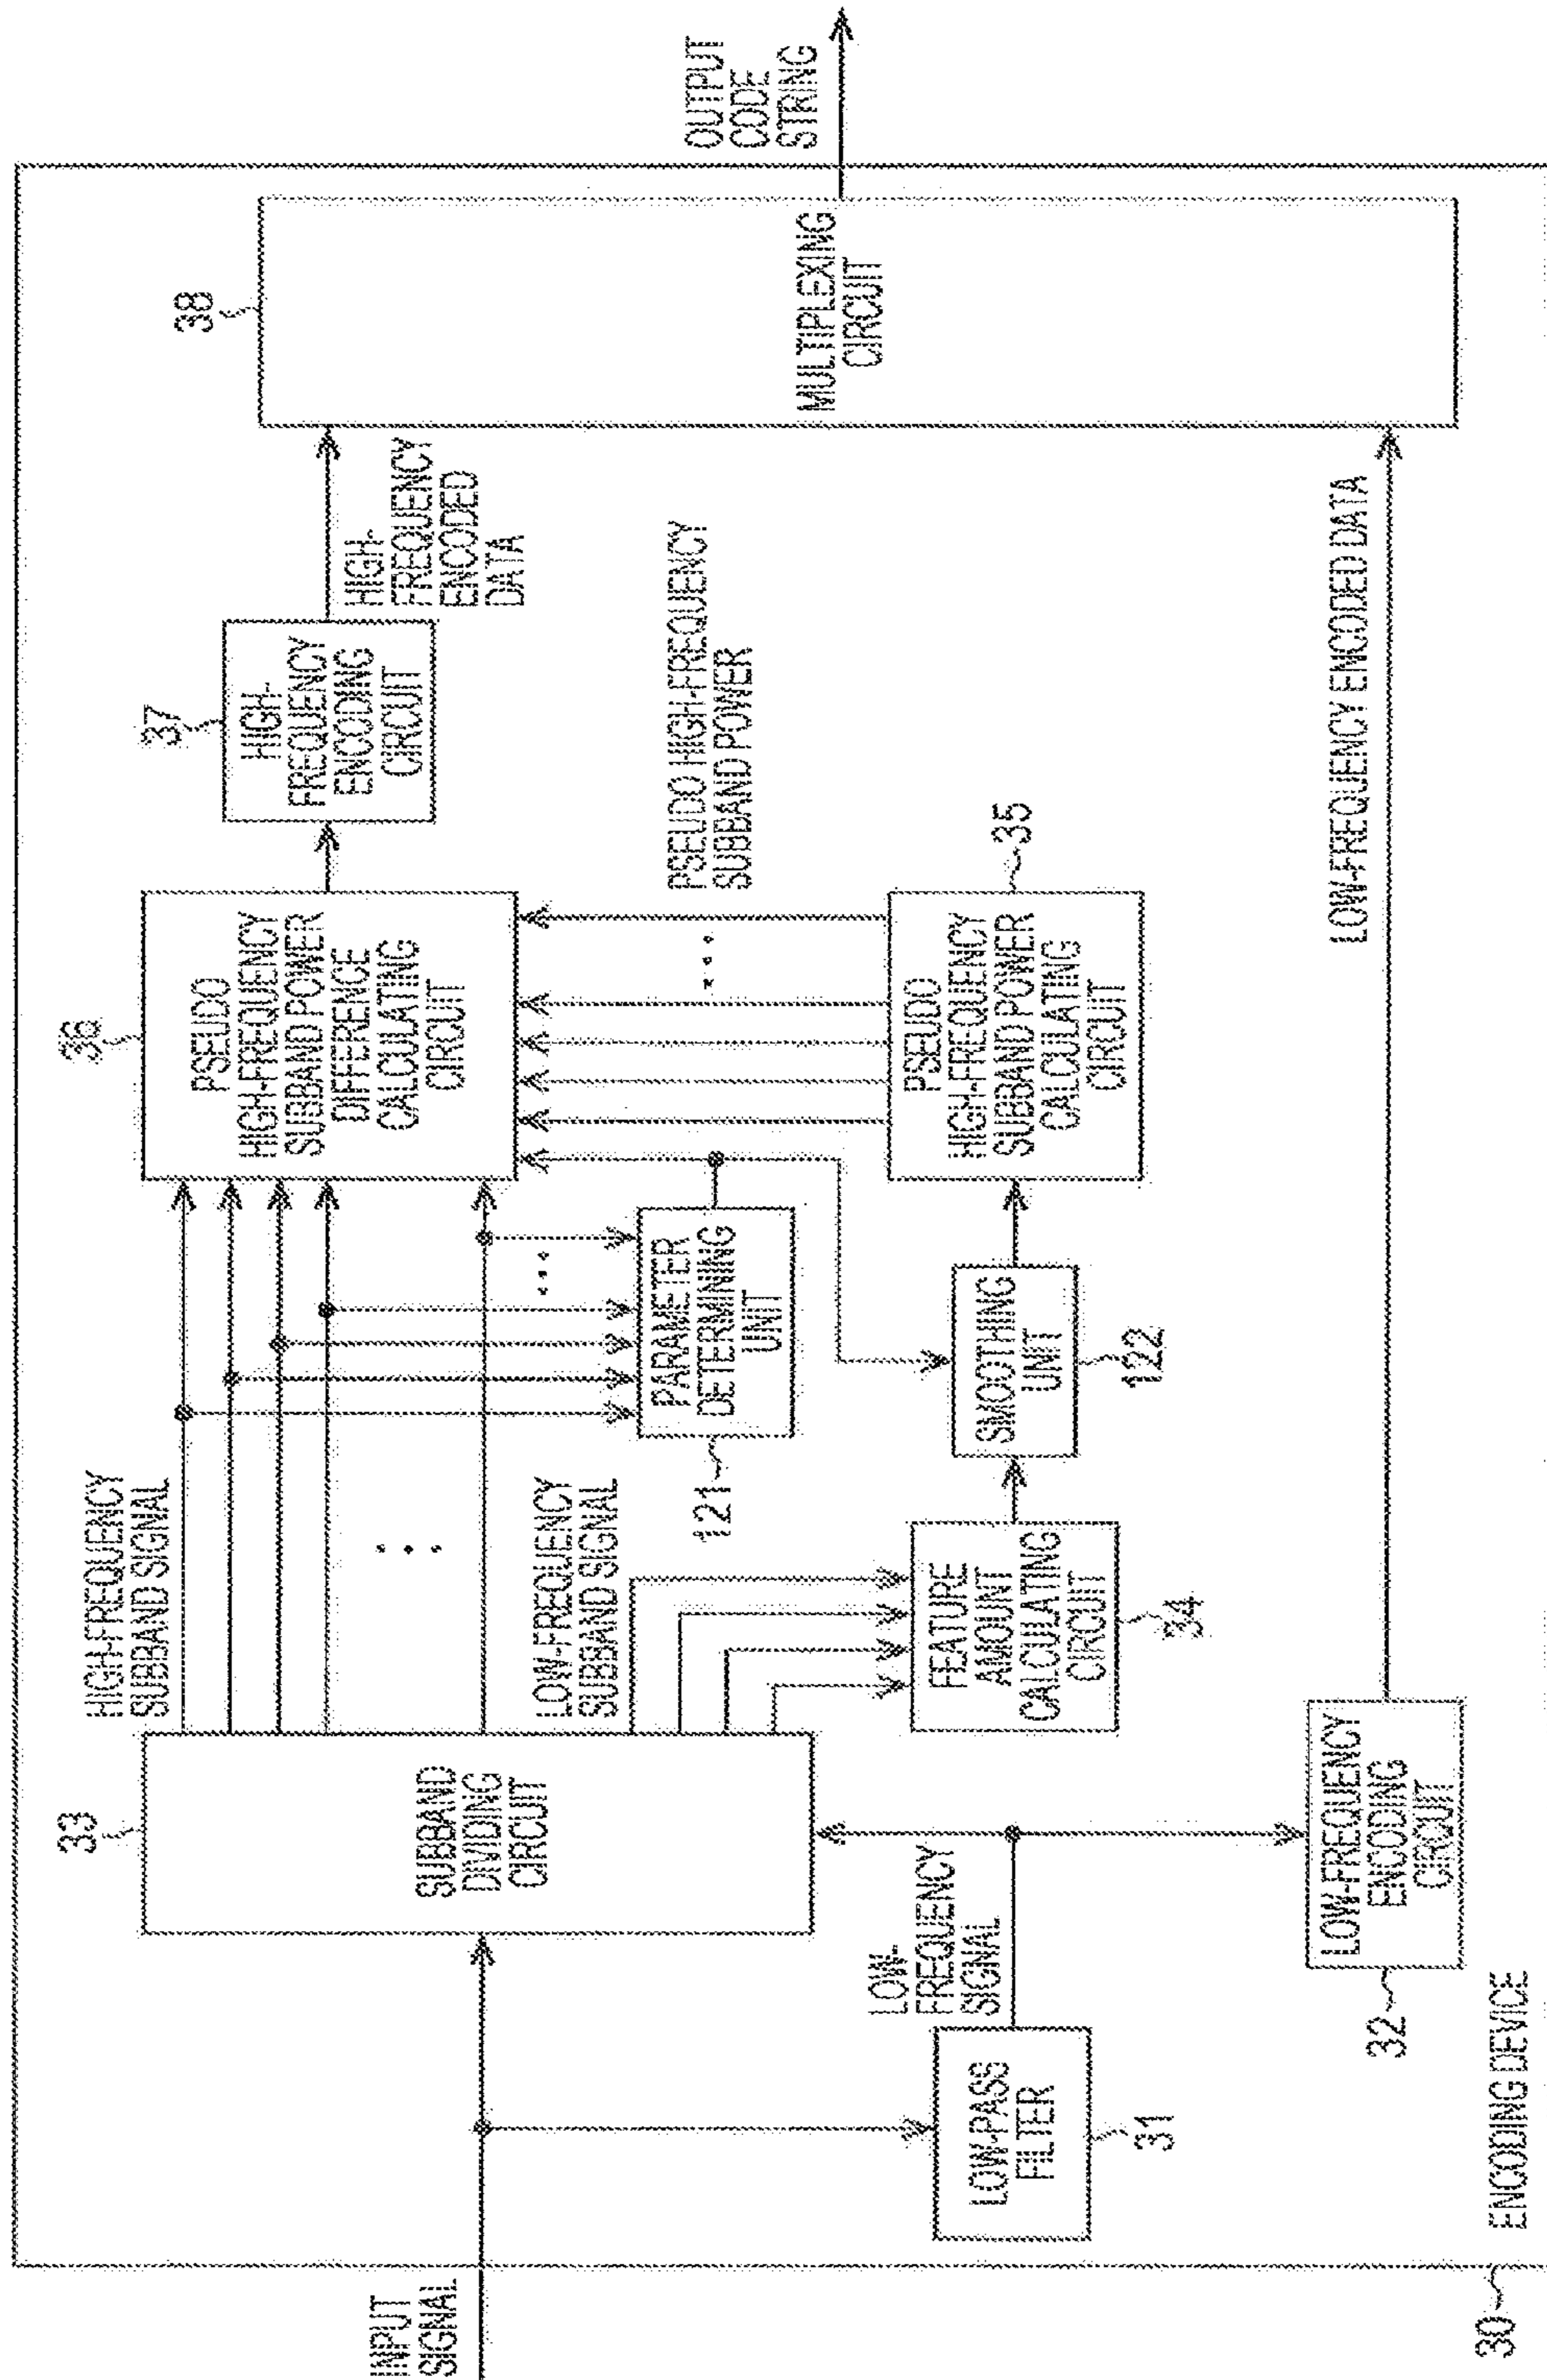 INPUT
SIGNAL
30
ENCODING DEVICE
33
SUBBAND
DIVIDING
CIRCUIT
LOW-PASS
FILTER
31
LOW-
FREQUENCY
SIGNAL
LOW-FREQUENCY
ENCODING
CIRCUIT
32
HIGH-FREQUENCY
SUBBAND SIGNAL
LOW-FREQUENCY
SUBBAND SIGNAL
FEATURE
AMOUNT
CALCULATING
CIRCUIT
34
PARAMETER
DETERMINING
UNIT
121
SMOOTHING
UNIT
122
36
PSEUDO
HIGH-FREQUENCY
SUBBAND POWER
DIFFERENCE
CALCULATING
CIRCUIT
PSEUDO
HIGH-FREQUENCY
SUBBAND POWER
CALCULATING
CIRCUIT
35
PSEUDO HIGH-FREQUENCY
SUBBAND POWER
37
HIGH-
FREQUENCY
ENCODING
CIRCUIT
HIGH-
FREQUENCY
ENCODED
DATA
LOW-FREQUENCY ENCODED DATA
38
MULTIPLEXING
CIRCUIT
OUTPUT
CODE
STRING